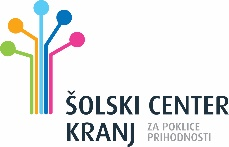 ŠOLSKI CENTER
KRANJ ZA POKLICE
PRIHODNOSTI